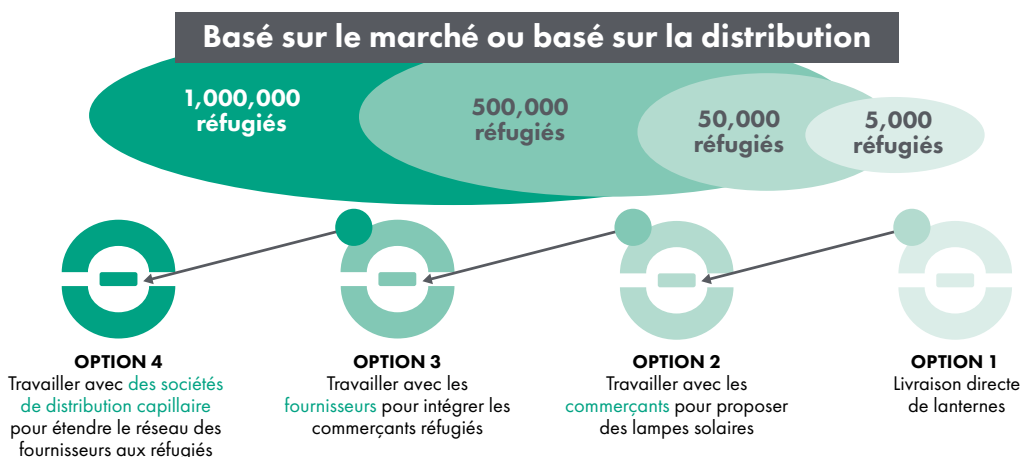 Basé sur le marché ou basé sur la distribution
1,000,000
réfugiés
500,000
réfugiés
50,000
réfugiés
5,000
réfugiés
OPTION 4
Travailler avec des sociétés
de distribution capillaire
pour étendre le réseau des
fournisseurs aux réfugiés
OPTION 3
Travailler avec les
fournisseurs pour intégrer les
commerçants réfugiés
OPTION 2
Travailler avec les
commerçants pour proposer
des lampes solaires
OPTION 1
Livraison directe
de lanternes